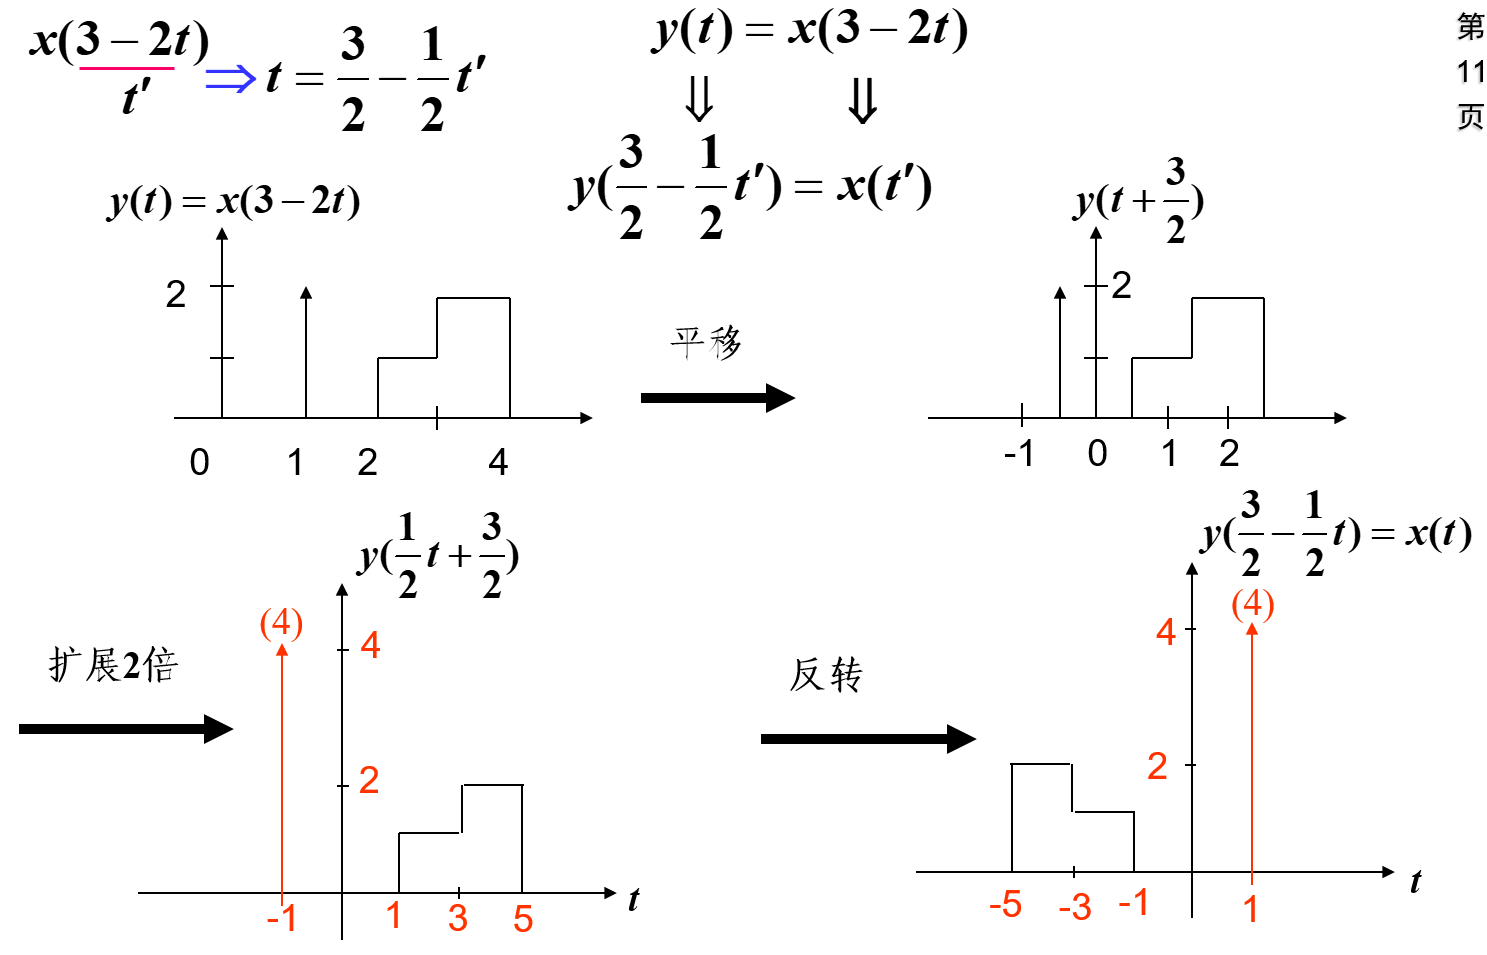 x(3 − 2t)
t′
⇒ t = 3/2 − 1/2 t′
y(t) = x(3 − 2t)
⇓ ⇓
y(3/2 − 1/2 t′) = x(t′)
第
11
页
y(t) = x(3 − 2t)
2
0 1 2 4
平移
y(t + 3/2)
2
-1 0 1 2
扩展2倍
y(1/2 t + 3/2)
(4)
4
2
t
-1 1 3 5
反转
y(3/2 − 1/2 t) = x(t)
(4)
4
2
t
-5 -3 -1 1